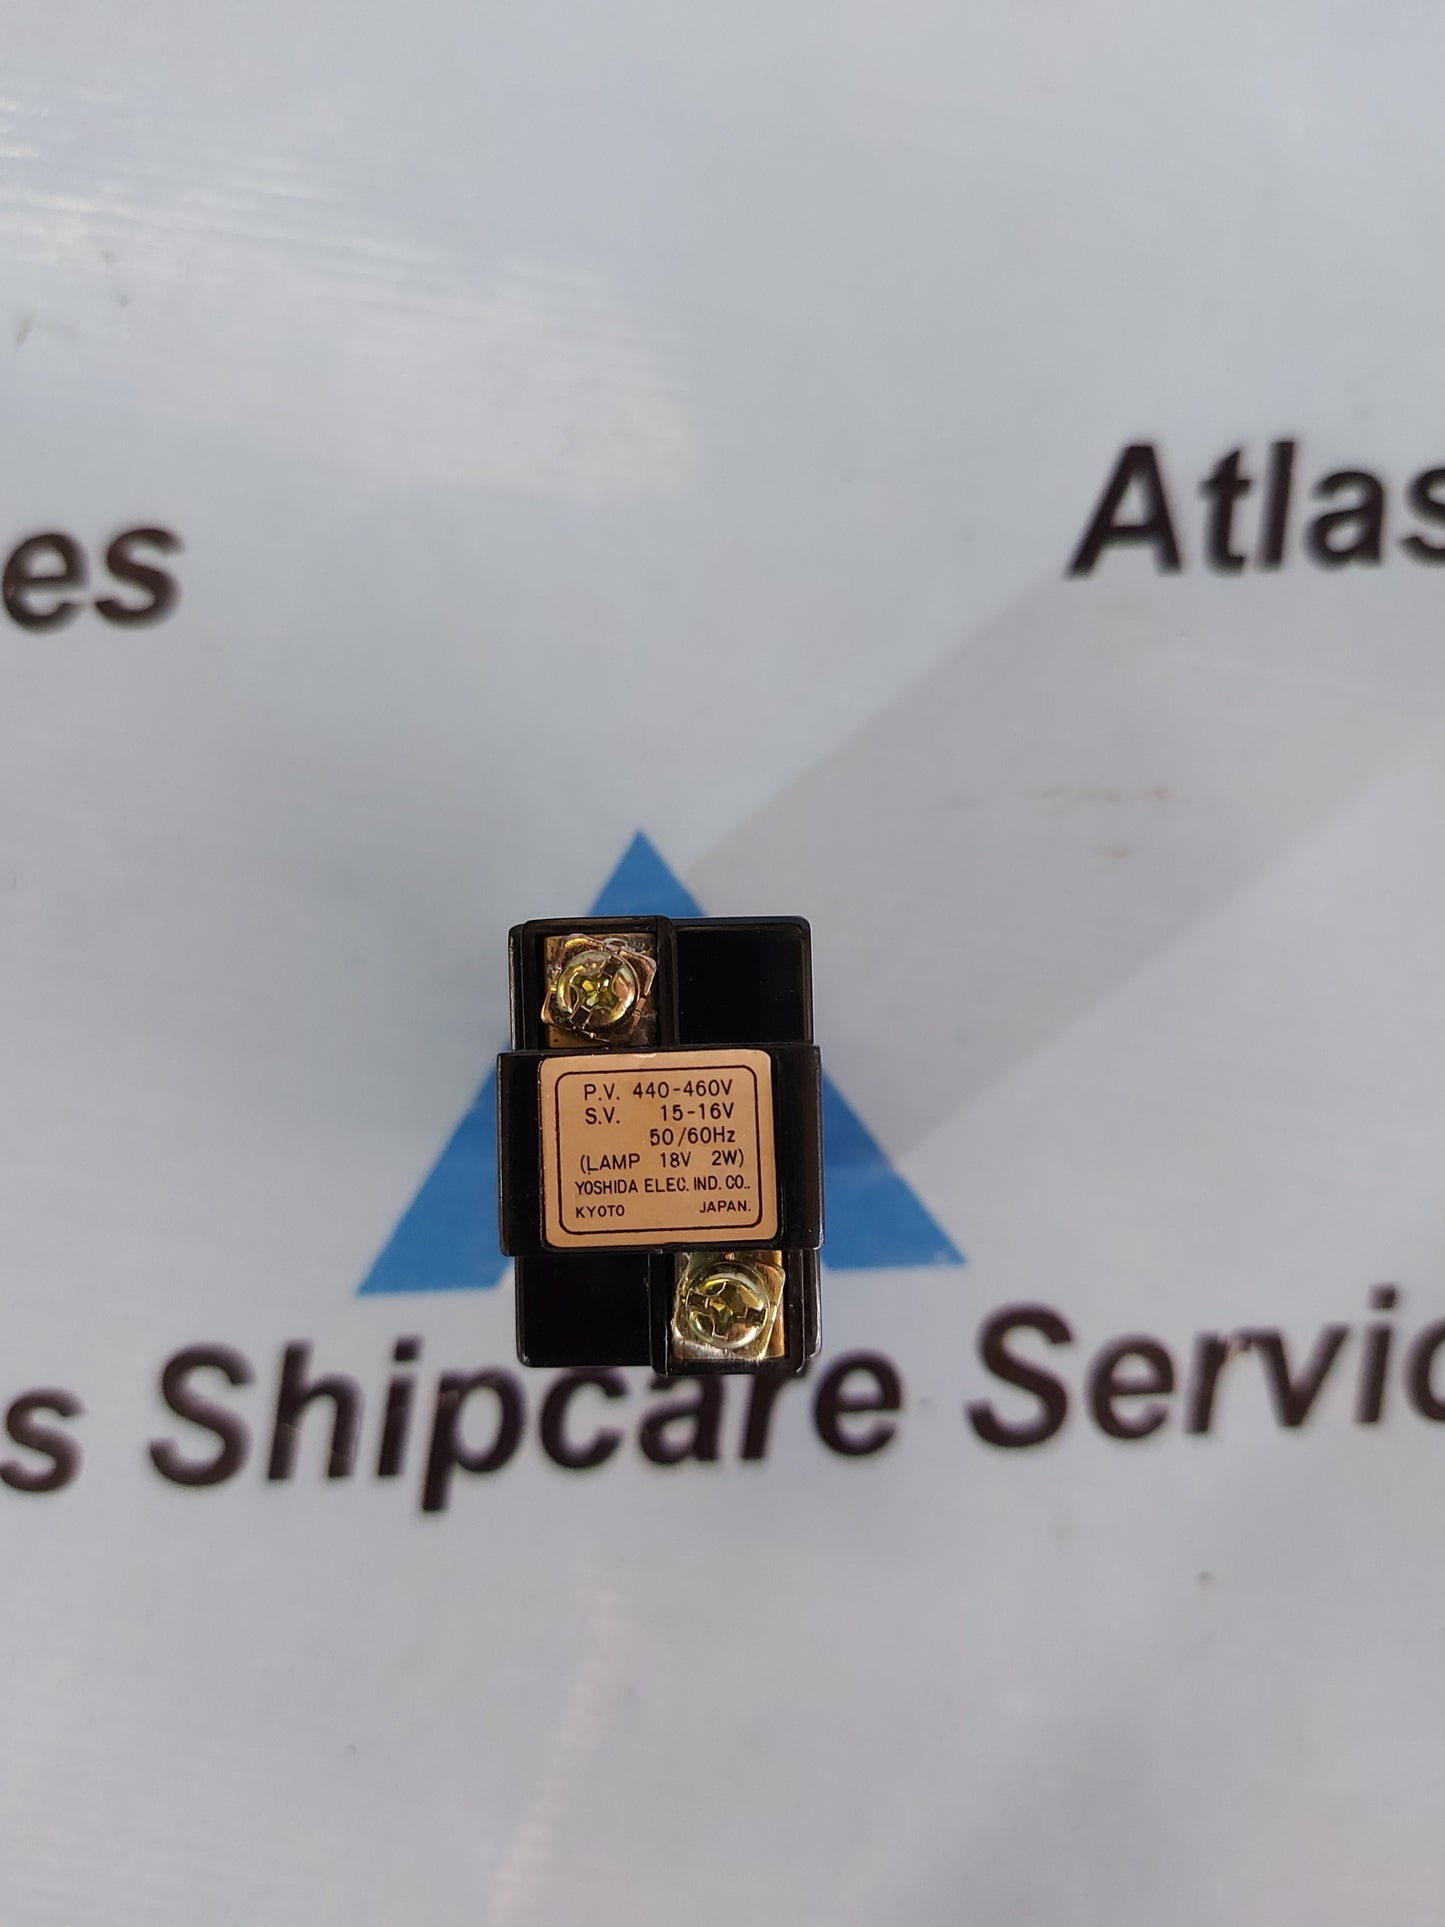 Atlas
es
P.V. 440-460V
S.V. 15-16V
50/60Hz
(LAMP 18V 2W)
YOSHIDA ELEC. IND. CO..
KYOTO JAPAN.
s Shipcare Servic